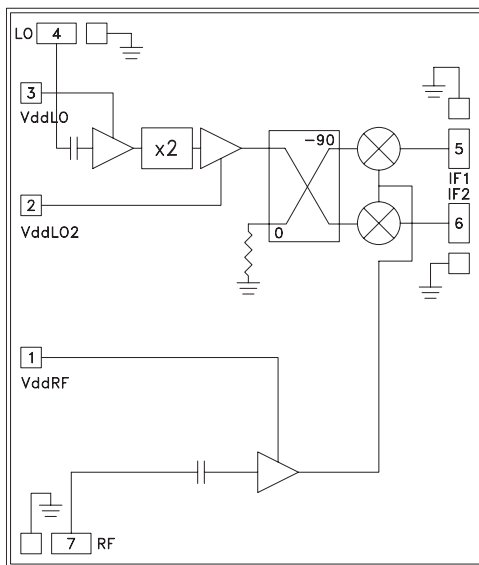 LO 4
3
VddLO
x2
-90
5
IF1
IF2
2
6
VddLO2
0
1
VddRF
7 RF